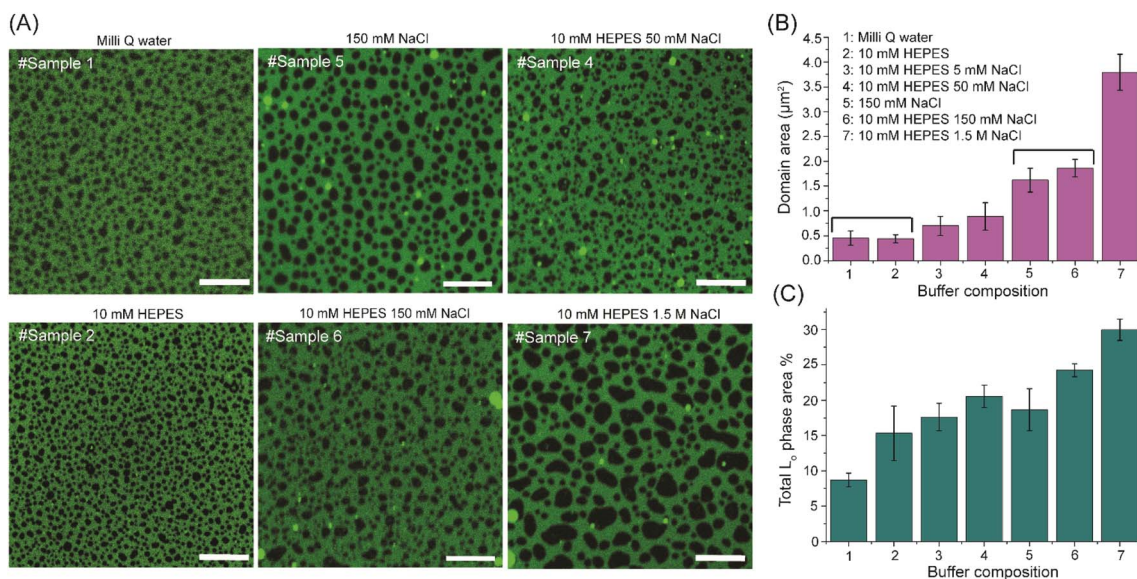 (A)
Milli Q water
150 mM NaCl
10 mM HEPES 50 mM NaCl
#Sample 1
#Sample 5
#Sample 4
10 mM HEPES
10 mM HEPES 150 mM NaCl
10 mM HEPES 1.5 M NaCl
#Sample 2
#Sample 6
#Sample 7
(B)
1: Milli Q water
2: 10 mM HEPES
3: 10 mM HEPES 5 mM NaCl
4: 10 mM HEPES 50 mM NaCl
5: 150 mM NaCl
6: 10 mM HEPES 150 mM NaCl
7: 10 mM HEPES 1.5 M NaCl
Domain area (µm²)
4.5
4.0
3.5
3.0
2.5
2.0
1.5
1.0
0.5
0.0
1 2 3 4 5 6 7
Buffer composition
(C)
Total Lₒ phase area %
30
25
20
15
10
5
0
1 2 3 4 5 6 7
Buffer composition